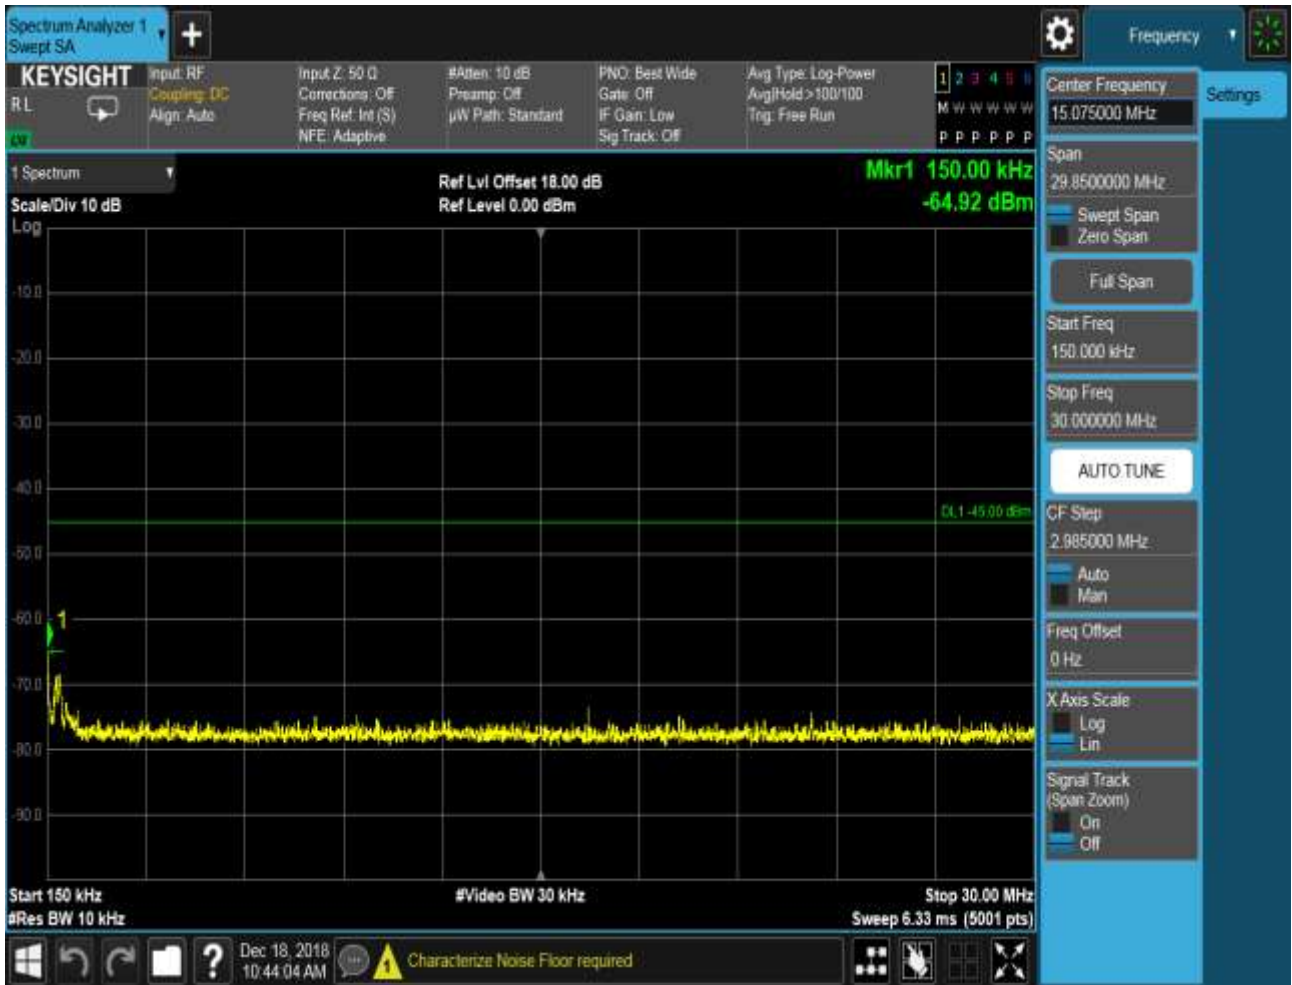 Spectrum Analyzer 1
Swept SA
Frequency
KEYSIGHT
RL
Input: RF
Coupling: DC
Align: Auto
Input Z: 50 Ω
Corrections: Off
Freq Ref: Int (S)
NFE: Adaptive
#Atten: 10 dB
Preamp: Off
µW Path: Standard
PNO: Best Wide
Gate: Off
IF Gain: Low
Sig Track: Off
Avg Type: Log-Power
Avg|Hold:>100/100
Trig: Free Run
1 2 3 4 5 6
M W W W W W
P P P P P P
Center Frequency
15.075000 MHz
Settings
Span
29.8500000 MHz
Swept Span
Zero Span
Full Span
Start Freq
150.000 kHz
Stop Freq
30.000000 MHz
AUTO TUNE
CF Step
2.985000 MHz
Auto
Man
Freq Offset
0 Hz
X Axis Scale
Log
Lin
Signal Track
(Span Zoom)
On
Off
1 Spectrum
Scale/Div 10 dB
Log
Ref Lvl Offset 18.00 dB
Ref Level 0.00 dBm
Mkr1 150.00 kHz
-64.92 dBm
-10.0
-20.0
-30.0
-40.0
DL1 -45.00 dBm
-50.0
-60.0
1
-70.0
-80.0
-90.0
Start 150 kHz
#Video BW 30 kHz
Stop 30.00 MHz
#Res BW 10 kHz
Sweep 6.33 ms (5001 pts)
?
Dec 18, 2018
10:44:04 AM
1
Characterize Noise Floor required